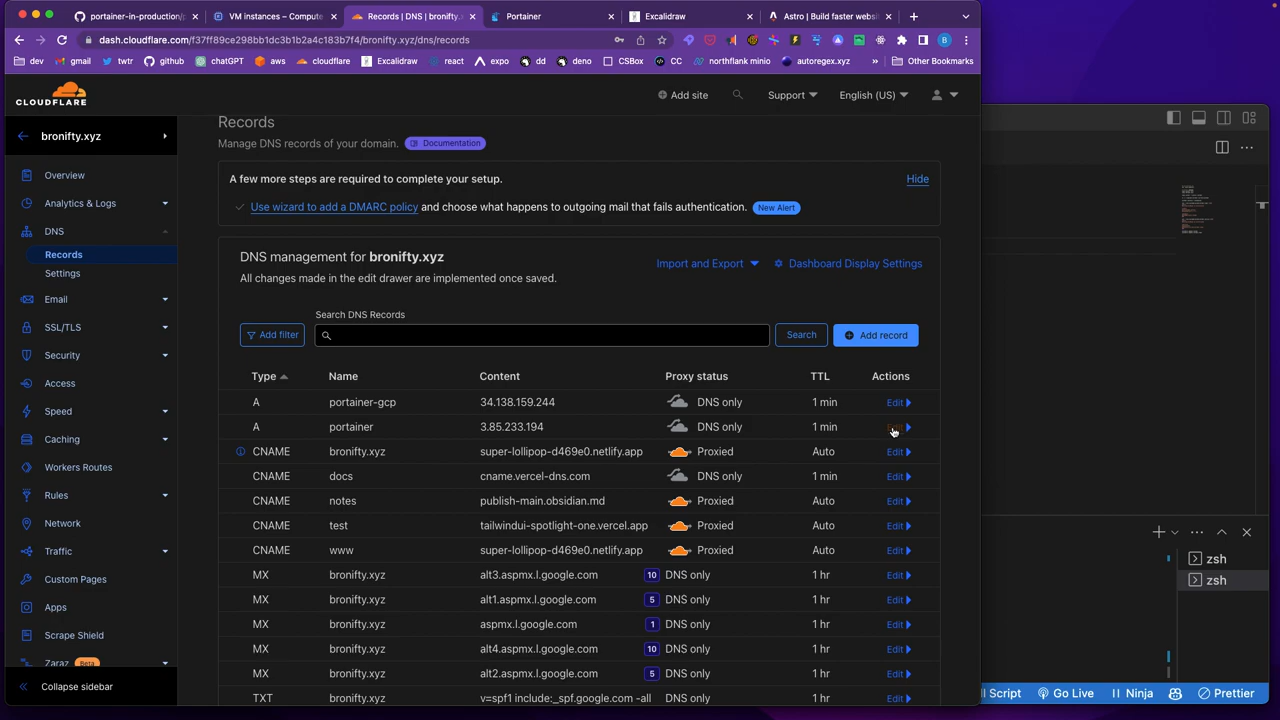 portainer-in-production/p
VM instances – Compute
Records | DNS | bronifty.
Portainer
Excalidraw
Astro | Build faster websi
dash.cloudflare.com/f37ff89ce298bb1dc3b1b2a4c183b7f4/bronifty.xyz/dns/records
B
dev
gmail
twtr
github
chatGPT
aws
cloudflare
Excalidraw
react
expo
dd
deno
CSBox
CC
northflank minio
autoregex.xyz
»
Other Bookmarks
CLOUDFLARE
Add site
Support
English (US)
bronifty.xyz
Overview
Analytics & Logs
DNS
Records
Settings
Email
SSL/TLS
Security
Access
Speed
Caching
Workers Routes
Rules
Network
Traffic
Custom Pages
Apps
Scrape Shield
Zaraz Beta
Collapse sidebar
Records
Manage DNS records of your domain. Documentation
A few more steps are required to complete your setup. Hide
Use wizard to add a DMARC policy and choose what happens to outgoing mail that fails authentication. New Alert
DNS management for bronifty.xyz
Import and Export
Dashboard Display Settings
All changes made in the edit drawer are implemented once saved.
Search DNS Records
Add filter
Search
Add record
Type Name Content Proxy status TTL Actions
A portainer-gcp 34.138.159.244 DNS only 1 min Edit
A portainer 3.85.233.194 DNS only 1 min Edit
CNAME bronifty.xyz super-lollipop-d469e0.netlify.app Proxied Auto Edit
CNAME docs cname.vercel-dns.com DNS only 1 min Edit
CNAME notes publish-main.obsidian.md Proxied Auto Edit
CNAME test tailwindui-spotlight-one.vercel.app Proxied Auto Edit
CNAME www super-lollipop-d469e0.netlify.app Proxied Auto Edit
MX bronifty.xyz alt3.aspmx.l.google.com 10 DNS only 1 hr Edit
MX bronifty.xyz alt1.aspmx.l.google.com 5 DNS only 1 hr Edit
MX bronifty.xyz aspmx.l.google.com 1 DNS only 1 hr Edit
MX bronifty.xyz alt4.aspmx.l.google.com 10 DNS only 1 hr Edit
MX bronifty.xyz alt2.aspmx.l.google.com 5 DNS only 1 hr Edit
TXT bronifty.xyz v=spf1 include:_spf.google.com ~all DNS only 1 hr Edit
zsh
zsh
ll Script
Go Live
Ninja
Prettier